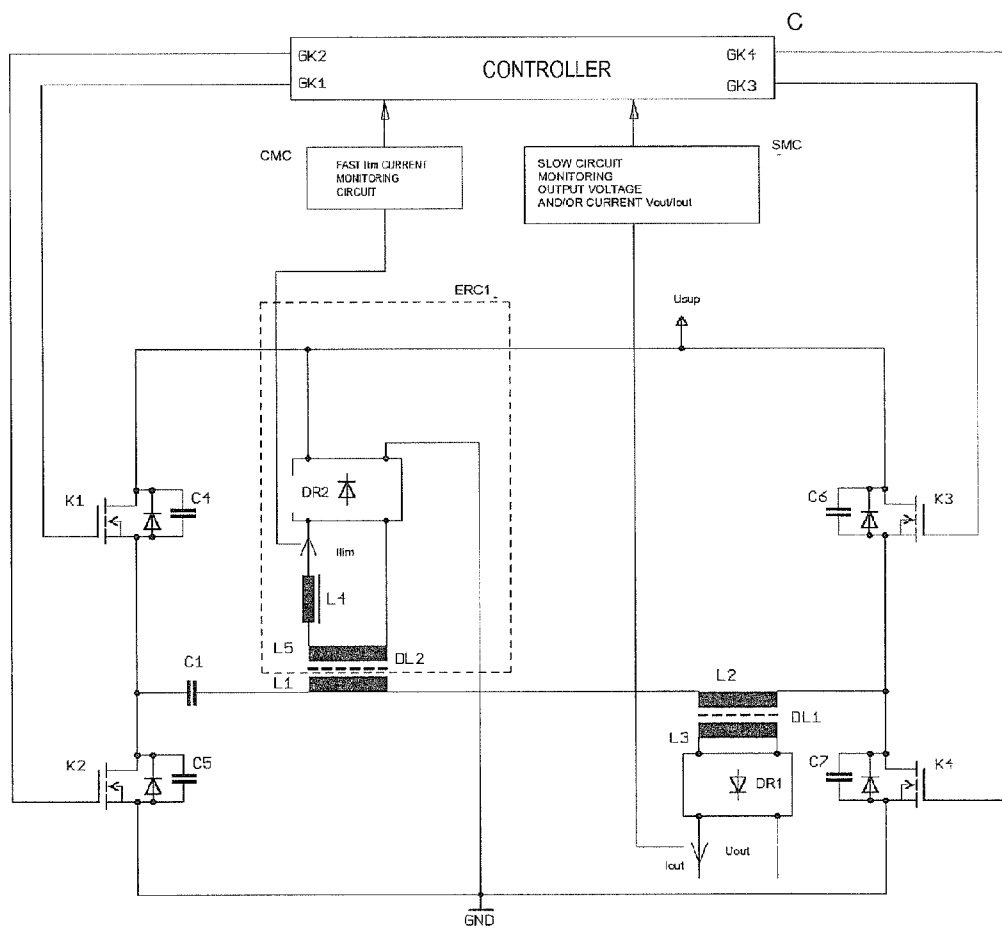 C
GK2
GK4
CONTROLLER
GK1
GK3
CMC
FAST Ilim CURRENT
MONITORING
CIRCUIT
SMC
SLOW CIRCUIT
MONITORING
OUTPUT VOLTAGE
AND/OR CURRENT Vout/Iout
ERC1
Usup
DR2
K1
C4
C6
K3
Ilim
L4
L5
DL2
C1
L1
L2
DL1
L3
K2
C5
C7
K4
DR1
Uout
Iout
GND